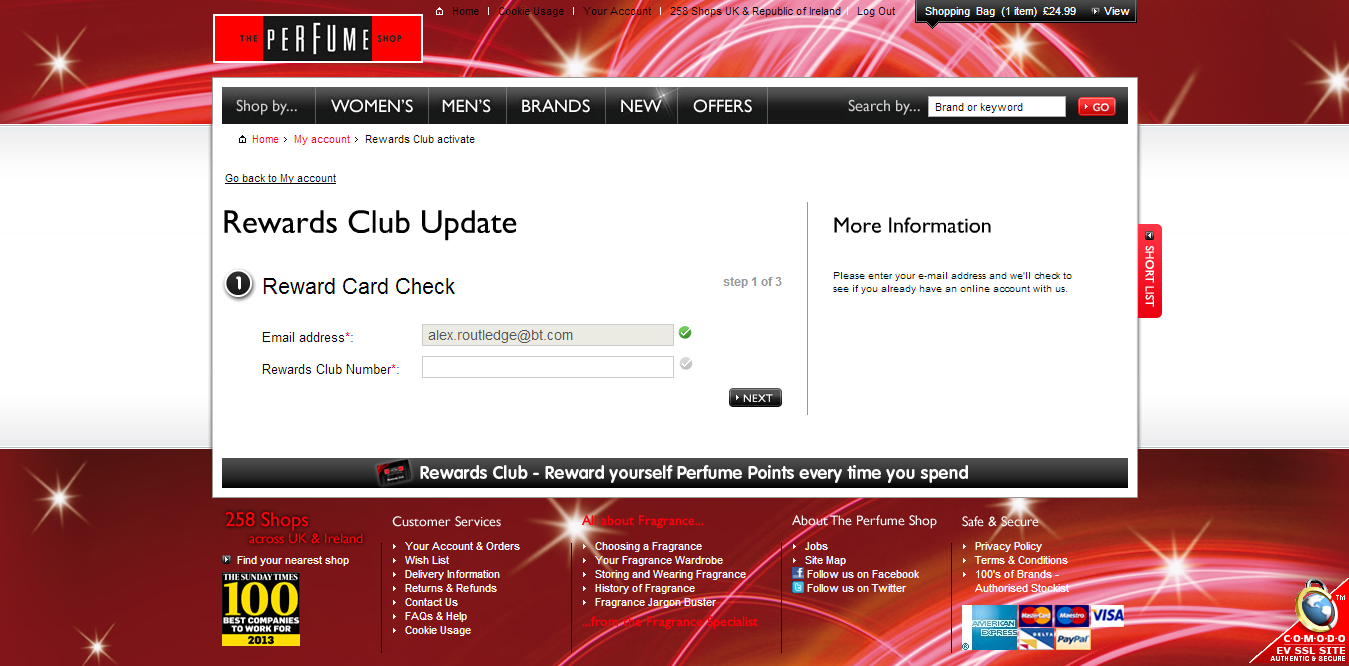 Home | Cookie Usage | Your Account | 258 Shops UK & Republic of Ireland | Log Out
Shopping Bag (1 item) £24.99 View
THE PERFUME SHOP
Shop by... WOMEN'S MEN'S BRANDS NEW OFFERS Search by... Brand or keyword GO
Home > My account > Rewards Club activate
Go back to My account
Rewards Club Update
1 Reward Card Check step 1 of 3
Email address*: alex.routledge@bt.com
Rewards Club Number*:
NEXT
More Information
Please enter your e-mail address and we'll check to
see if you already have an online account with us.
SHORT LIST
Rewards Club - Reward yourself Perfume Points every time you spend
258 Shops
across UK & Ireland
Find your nearest shop
THE SUNDAY TIMES
100
BEST COMPANIES
TO WORK FOR
2013
Customer Services
Your Account & Orders
Wish List
Delivery Information
Returns & Refunds
Contact Us
FAQs & Help
Cookie Usage
All about Fragrance...
Choosing a Fragrance
Your Fragrance Wardrobe
Storing and Wearing Fragrance
History of Fragrance
Fragrance Jargon Buster
...from the Fragrance Specialist
About The Perfume Shop
Jobs
Site Map
Follow us on Facebook
Follow us on Twitter
Safe & Secure
Privacy Policy
Terms & Conditions
100's of Brands -
Authorised Stockist
AMERICAN EXPRESS MasterCard Maestro VISA
DELTA PayPal
TM
C·O·M·O·D·O
EV SSL SITE
AUTHENTIC & SECURE